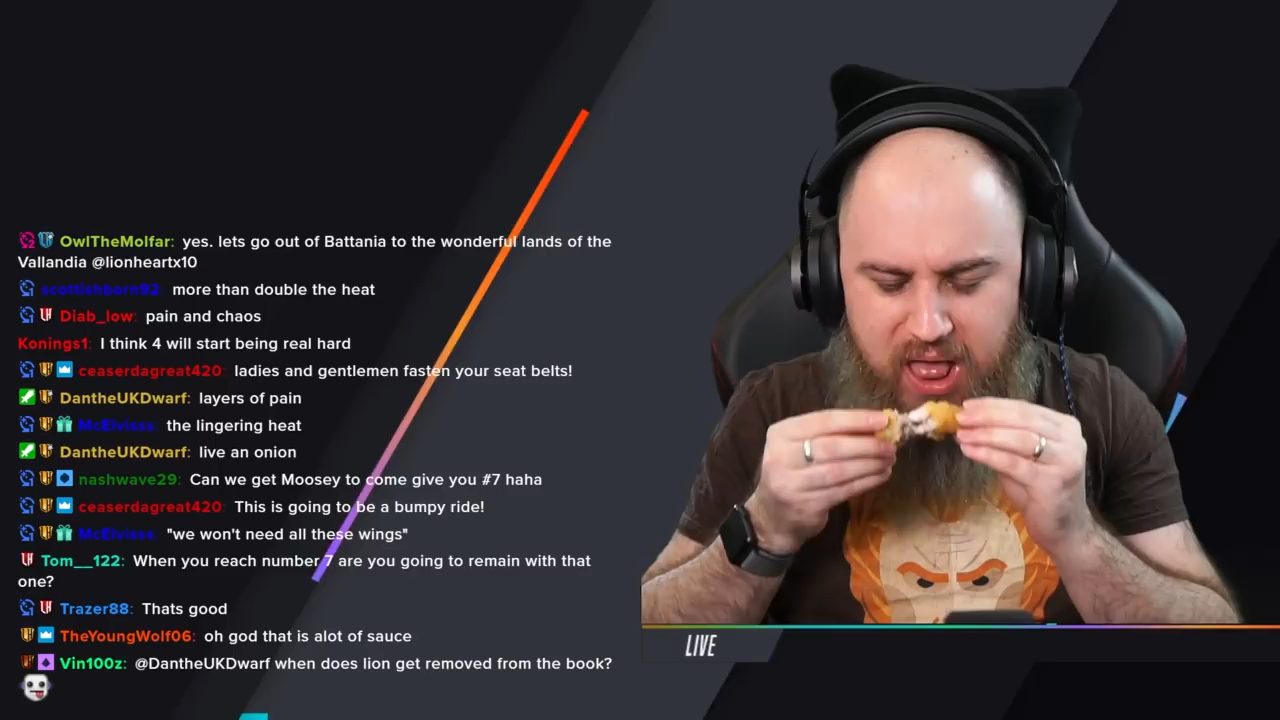 OwlTheMolfar: yes. lets go out of Battania to the wonderful lands of the
Vallandia @lionheartx10
scottishborn92 more than double the heat
Diab_low: pain and chaos
Konings1: I think 4 will start being real hard
ceaserdagreat420: ladies and gentlemen fasten your seat belts!
DantheUKDwarf: layers of pain
McElvisss the lingering heat
DantheUKDwarf: live an onion
nashwave29: Can we get Moosey to come give you #7 haha
ceaserdagreat420: This is going to be a bumpy ride!
McElvisss "we won't need all these wings"
Tom__122: When you reach number 7 are you going to remain with that
one?
Trazer88: Thats good
TheYoungWolf06: oh god that is alot of sauce
Vin100z: @DantheUKDwarf when does lion get removed from the book?
LIVE